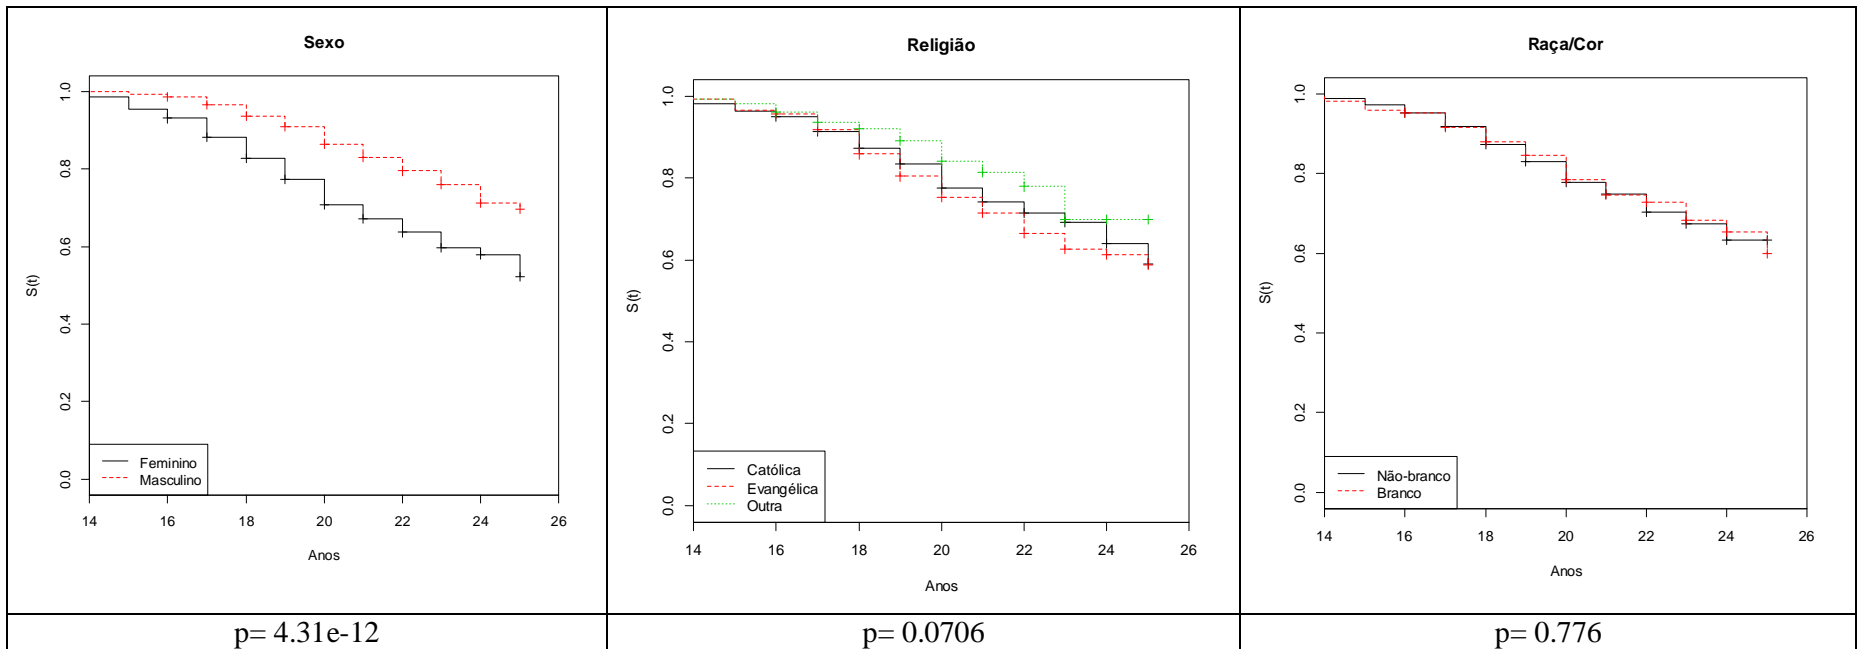 Sexo
S(t)
1.0
0.8
0.6
0.4
0.2
0.0
Feminino
Masculino
14 16 18 20 22 24 26
Anos
p= 4.31e-12
Religião
S(t)
1.0
0.8
0.6
0.4
0.2
0.0
Católica
Evangélica
Outra
14 16 18 20 22 24 26
Anos
p= 0.0706
Raça/Cor
S(t)
1.0
0.8
0.6
0.4
0.2
0.0
Não-branco
Branco
14 16 18 20 22 24 26
Anos
p= 0.776